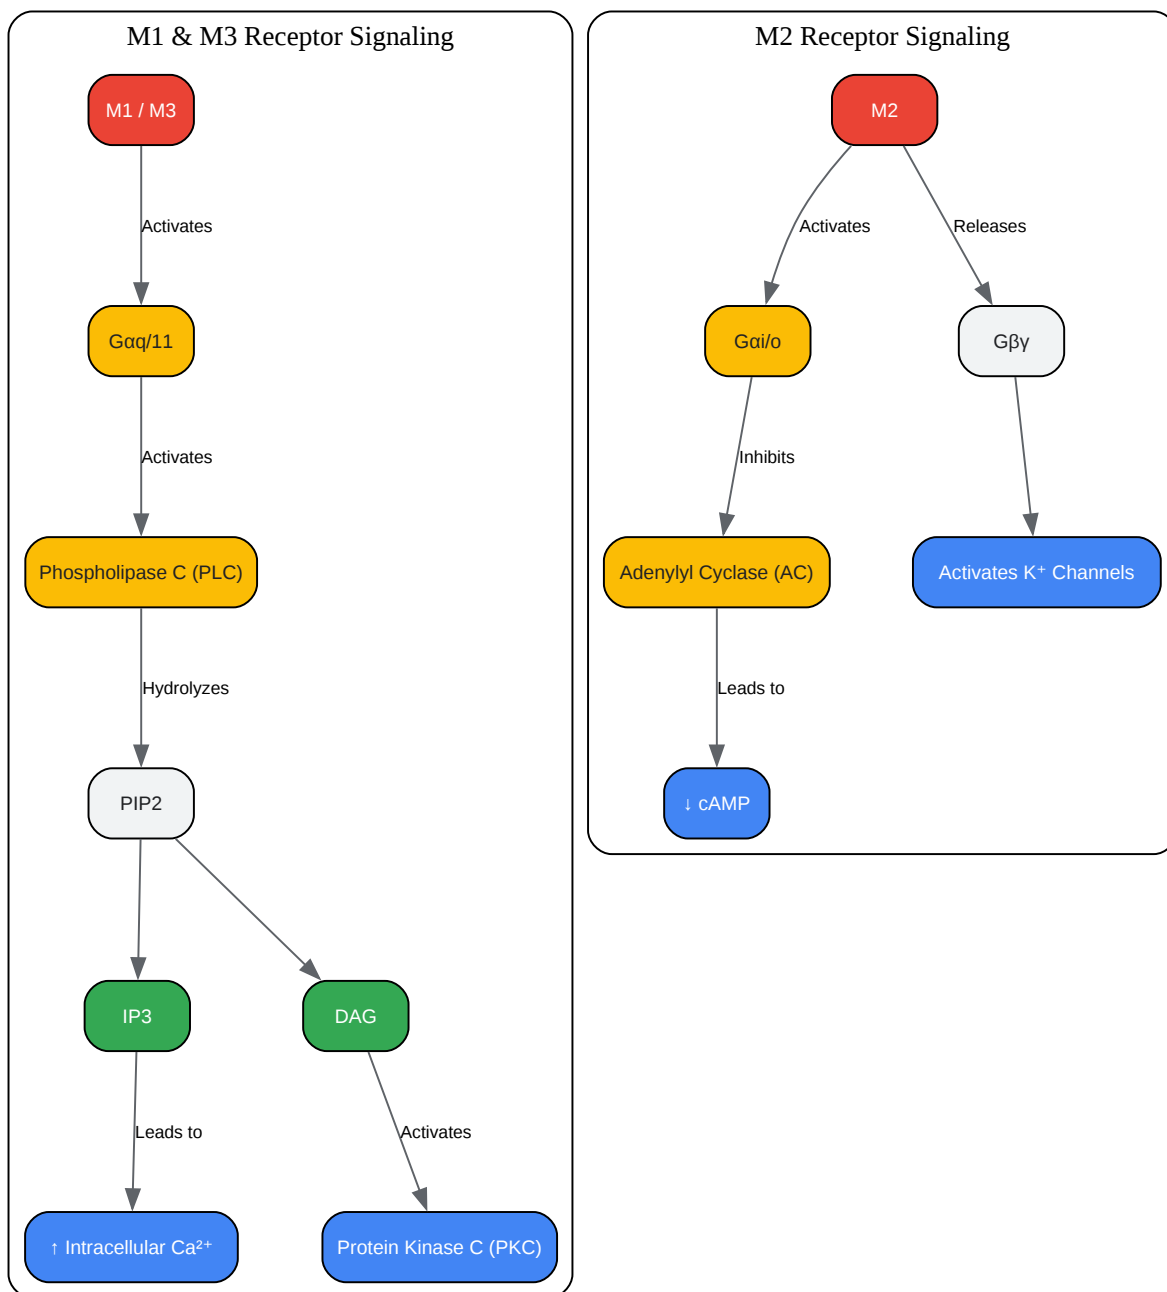 M1 & M3 Receptor Signaling
M1 / M3
Activates
Gαq/11
Activates
Phospholipase C (PLC)
Hydrolyzes
PIP2
IP3
DAG
Leads to
Activates
↑ Intracellular Ca²⁺
Protein Kinase C (PKC)
M2 Receptor Signaling
M2
Activates
Releases
Gαi/o
Gβγ
Inhibits
Adenylyl Cyclase (AC)
Activates K⁺ Channels
Leads to
↓ cAMP